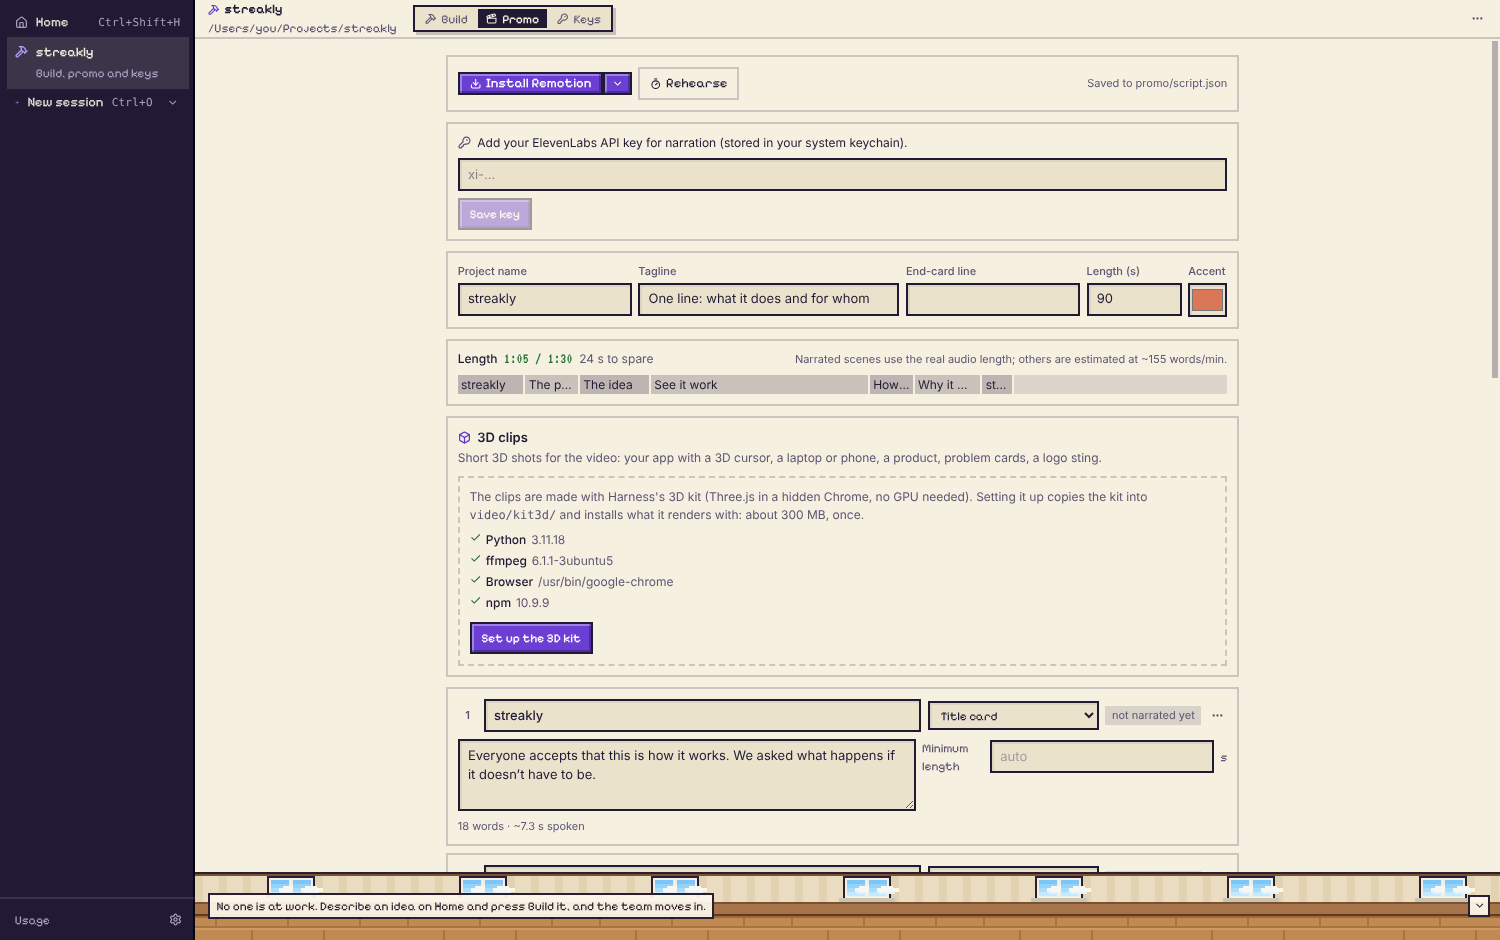 Home Ctrl+Shift+H
streakly
Build, promo and keys
New session Ctrl+O
Usage
streakly
/Users/you/Projects/streakly
Build Promo Keys
Install Remotion Rehearse Saved to promo/script.json
Add your ElevenLabs API key for narration (stored in your system keychain).
xi-...
Save key
Project name Tagline End-card line Length (s) Accent
streakly One line: what it does and for whom 90
Length 1:05 / 1:30 24 s to spare Narrated scenes use the real audio length; others are estimated at ~155 words/min.
streakly The p... The idea See it work How... Why it ... st...
3D clips
Short 3D shots for the video: your app with a 3D cursor, a laptop or phone, a product, problem cards, a logo sting.
The clips are made with Harness's 3D kit (Three.js in a hidden Chrome, no GPU needed). Setting it up copies the kit into
video/kit3d/ and installs what it renders with: about 300 MB, once.
Python 3.11.18
ffmpeg 6.1.1-3ubuntu5
Browser /usr/bin/google-chrome
npm 10.9.9
Set up the 3D kit
1 streakly Title card not narrated yet
Everyone accepts that this is how it works. We asked what happens if
it doesn't have to be.
Minimum
length
auto s
18 words · ~7.3 s spoken
No one is at work. Describe an idea on Home and press Build it, and the team moves in.